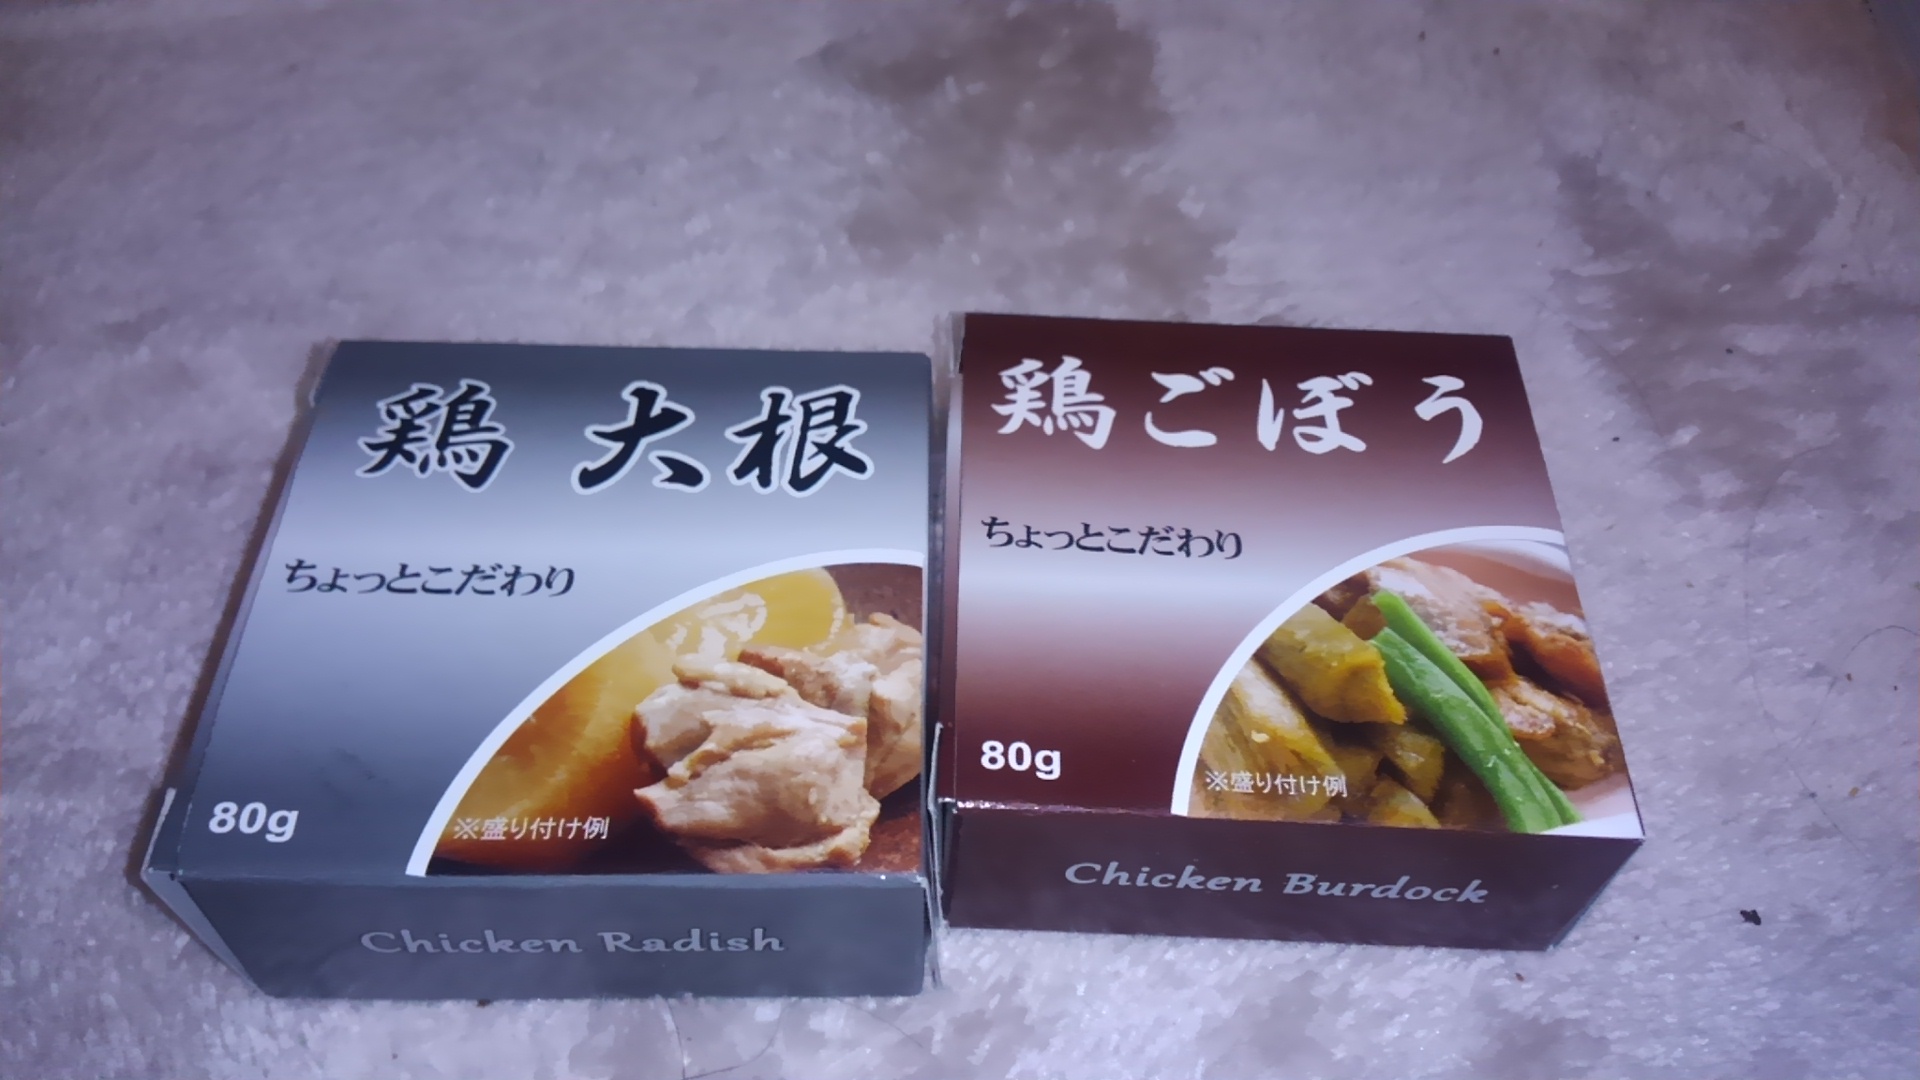 鶏 大根
ちょっとこだわり
80g
※盛り付け例
Chicken Radish
鶏ごぼう
ちょっとこだわり
80g
※盛り付け例
Chicken Burdock